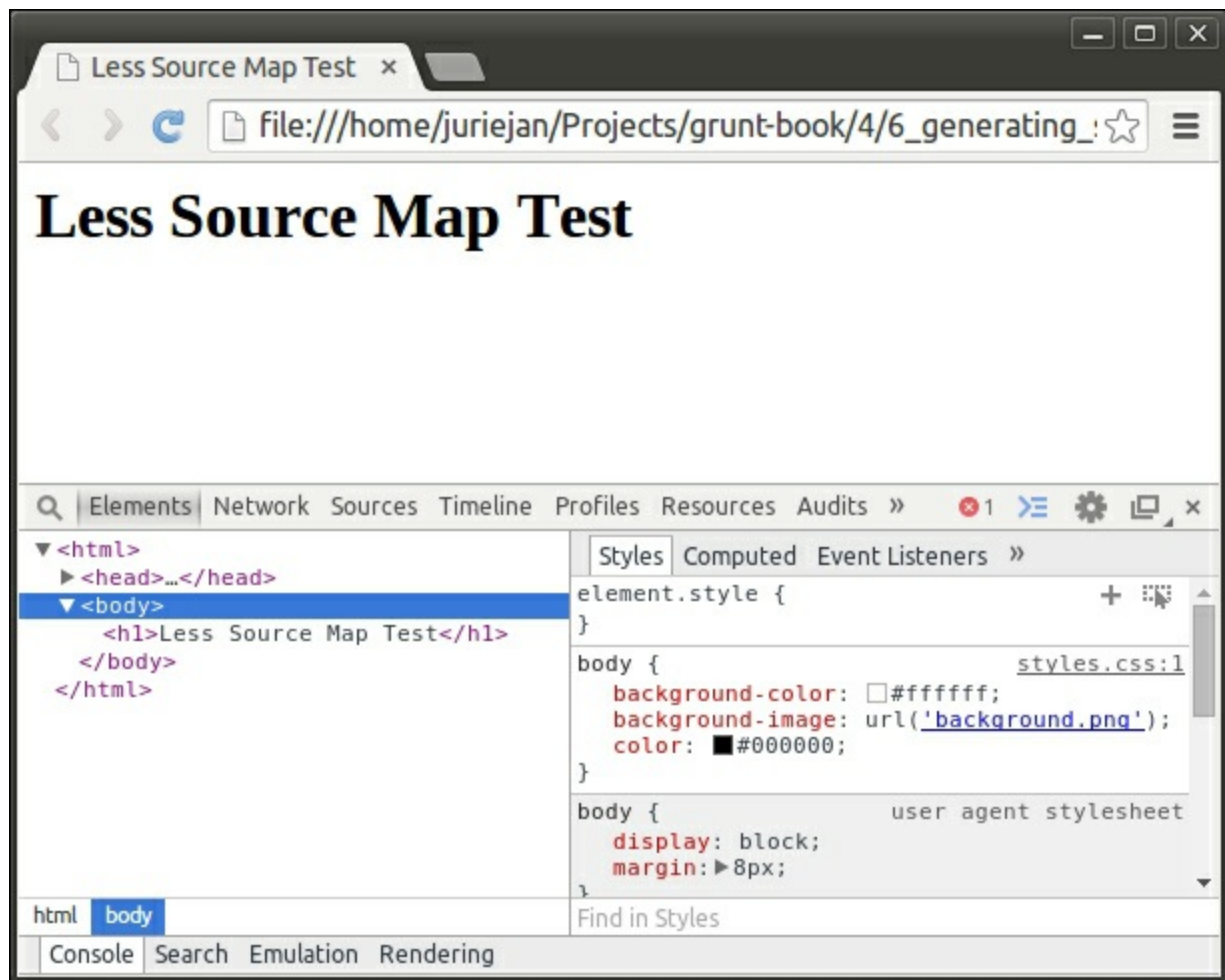 Less Source Map Test ×
file:///home/juriejan/Projects/grunt-book/4/6_generating_
Less Source Map Test
Elements Network Sources Timeline Profiles Resources Audits » 1
▼<html>
▶<head>…</head>
▼<body>
<h1>Less Source Map Test</h1>
</body>
</html>
Styles Computed Event Listeners »
element.style {
}
body { styles.css:1
background-color: #ffffff;
background-image: url('background.png');
color: #000000;
}
body { user agent stylesheet
display: block;
margin:▶8px;
}
html body
Find in Styles
Console Search Emulation Rendering